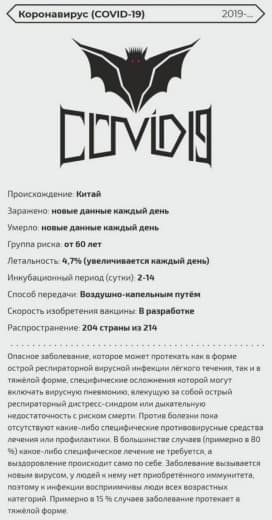 Коронавирус (COVID-19)
2019-...
COVID19
Происхождение: Китай
Заражено: новые данные каждый день
Умерло: новые данные каждый день
Группа риска: от 60 лет
Летальность: 4,7% (увеличивается каждый день)
Инкубационный период (сутки): 2-14
Способ передачи: Воздушно-капельным путём
Скорость изобретения вакцины: В разработке
Распространение: 204 страны из 214
Опасное заболевание, которое может протекать как в форме
острой респираторной вирусной инфекции лёгкого течения, так и в
тяжёлой форме, специфические осложнения которой могут
включать вирусную пневмонию, влекущую за собой острый
респираторный дистресс-синдром или дыхательную
недостаточность с риском смерти. Против болезни пока
отсутствуют какие-либо специфические противовирусные средства
лечения или профилактики. В большинстве случаев (примерно в 80
%) какое-либо специфическое лечение не требуется, а
выздоровление происходит само по себе. Заболевание вызывается
новым вирусом, у людей к нему нет приобретённого иммунитета,
поэтому к инфекции восприимчивы люди всех возрастных
категорий. Примерно в 15 % случаев заболевание протекает в
тяжёлой форме.